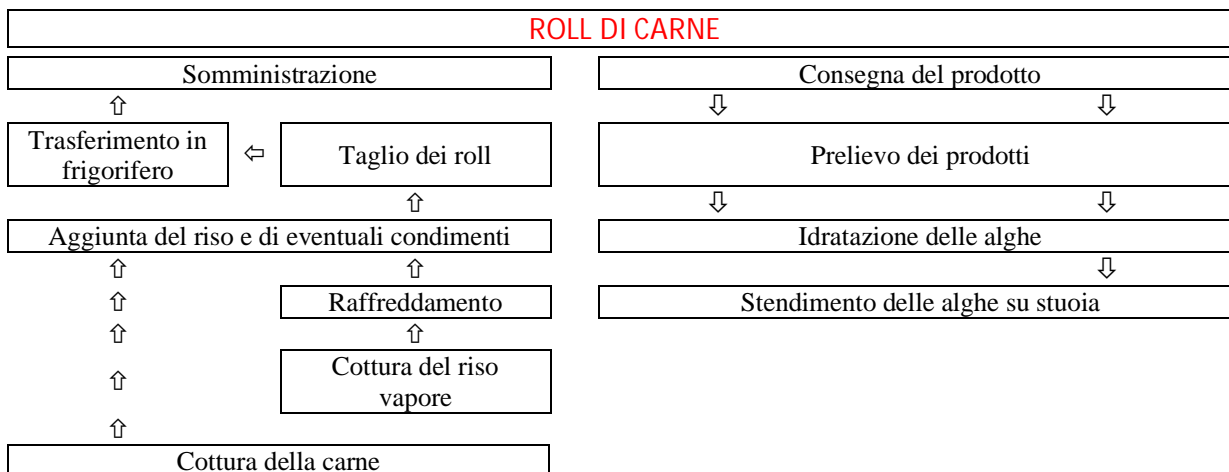 ROLL DI CARNE
Somministrazione
Consegna del prodotto
Trasferimento in
frigorifero
Taglio dei roll
Prelievo dei prodotti
Aggiunta del riso e di eventuali condimenti
Idratazione delle alghe
Raffreddamento
Stendimento delle alghe su stuoia
Cottura del riso
vapore
Cottura della carne